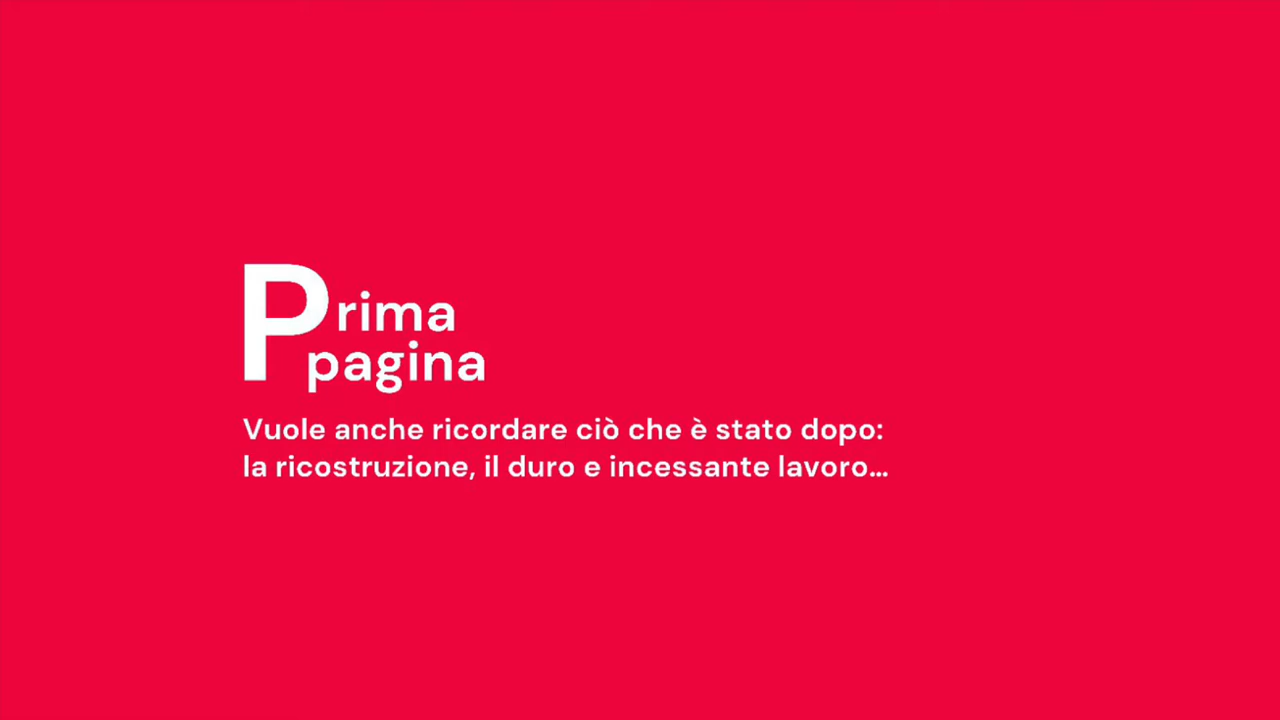 Prima
pagina
Vuole anche ricordare ciò che è stato dopo:
la ricostruzione, il duro e incessante lavoro...